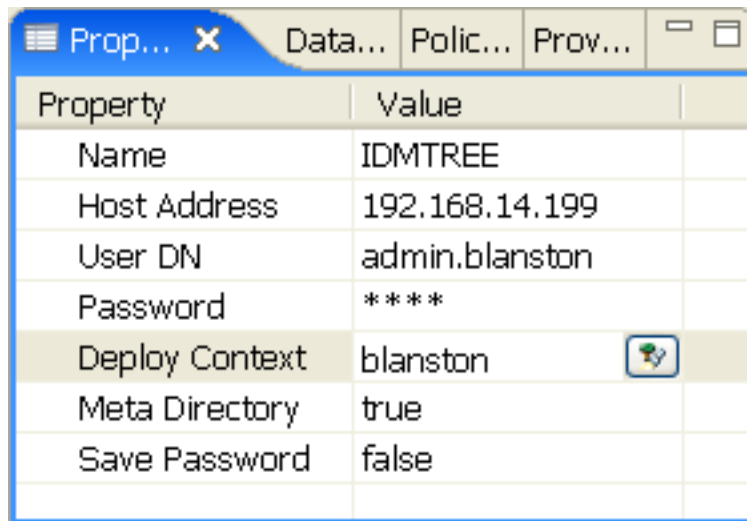 Prop... Data... Polic... Prov...
Property Value
Name IDMTREE
Host Address 192.168.14.199
User DN admin.blanston
Password ****
Deploy Context blanston
Meta Directory true
Save Password false